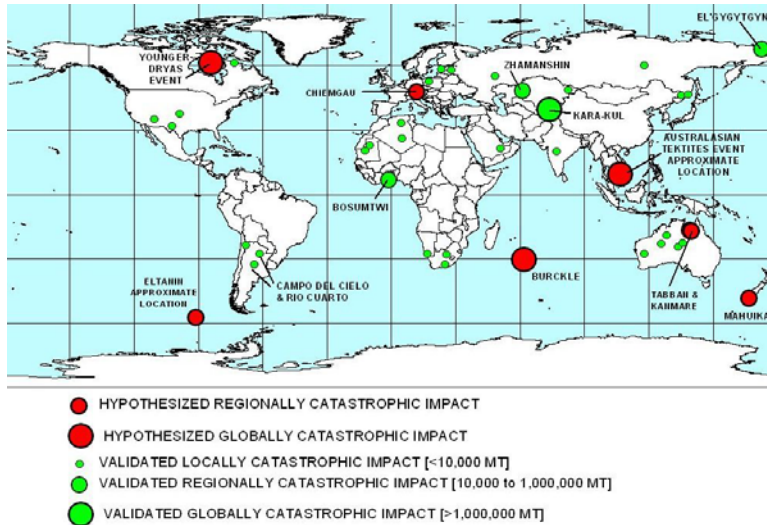 EL'GYGYTGYN
YOUNGER-
DRYAS
EVENT
ZHAMANSHIN
CHIEMGAU
KARA-KUL
AUSTRALASIAN
TEKTITES EVENT
APPROXIMATE
LOCATION
BOSUMTWI
ELTANIN
APPROXIMATE
LOCATION
CAMPO DEL CIELO
& RIO CUARTO
BURCKLE
TABBAN &
KANMARE
MAHUIKA
HYPOTHESIZED REGIONALLY CATASTROPHIC IMPACT
HYPOTHESIZED GLOBALLY CATASTROPHIC IMPACT
VALIDATED LOCALLY CATASTROPHIC IMPACT [<10,000 MT]
VALIDATED REGIONALLY CATASTROPHIC IMPACT [10,000 to 1,000,000 MT]
VALIDATED GLOBALLY CATASTROPHIC IMPACT [>1,000,000 MT]